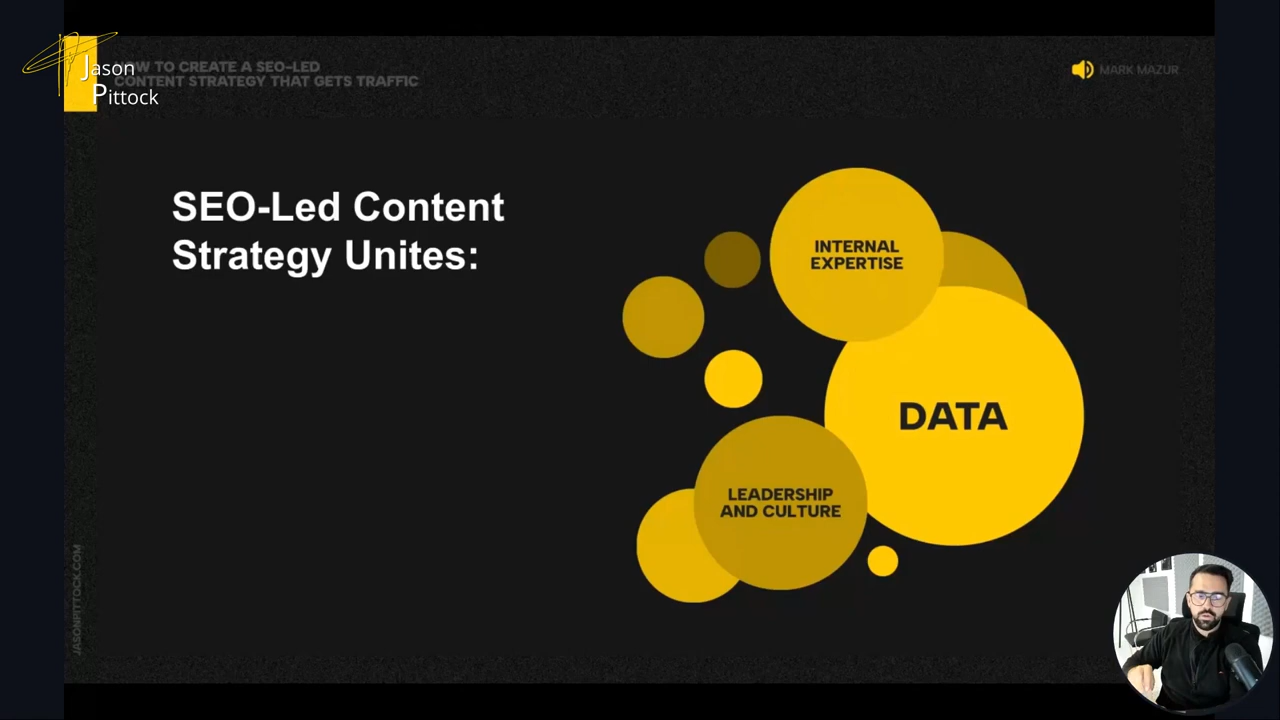 Jason
Pittock
HOW TO CREATE A SEO-LED
CONTENT STRATEGY THAT GETS TRAFFIC
MARK MAZUR
SEO-Led Content
Strategy Unites:
INTERNAL
EXPERTISE
DATA
LEADERSHIP
AND CULTURE
JASONPITTOCK.COM